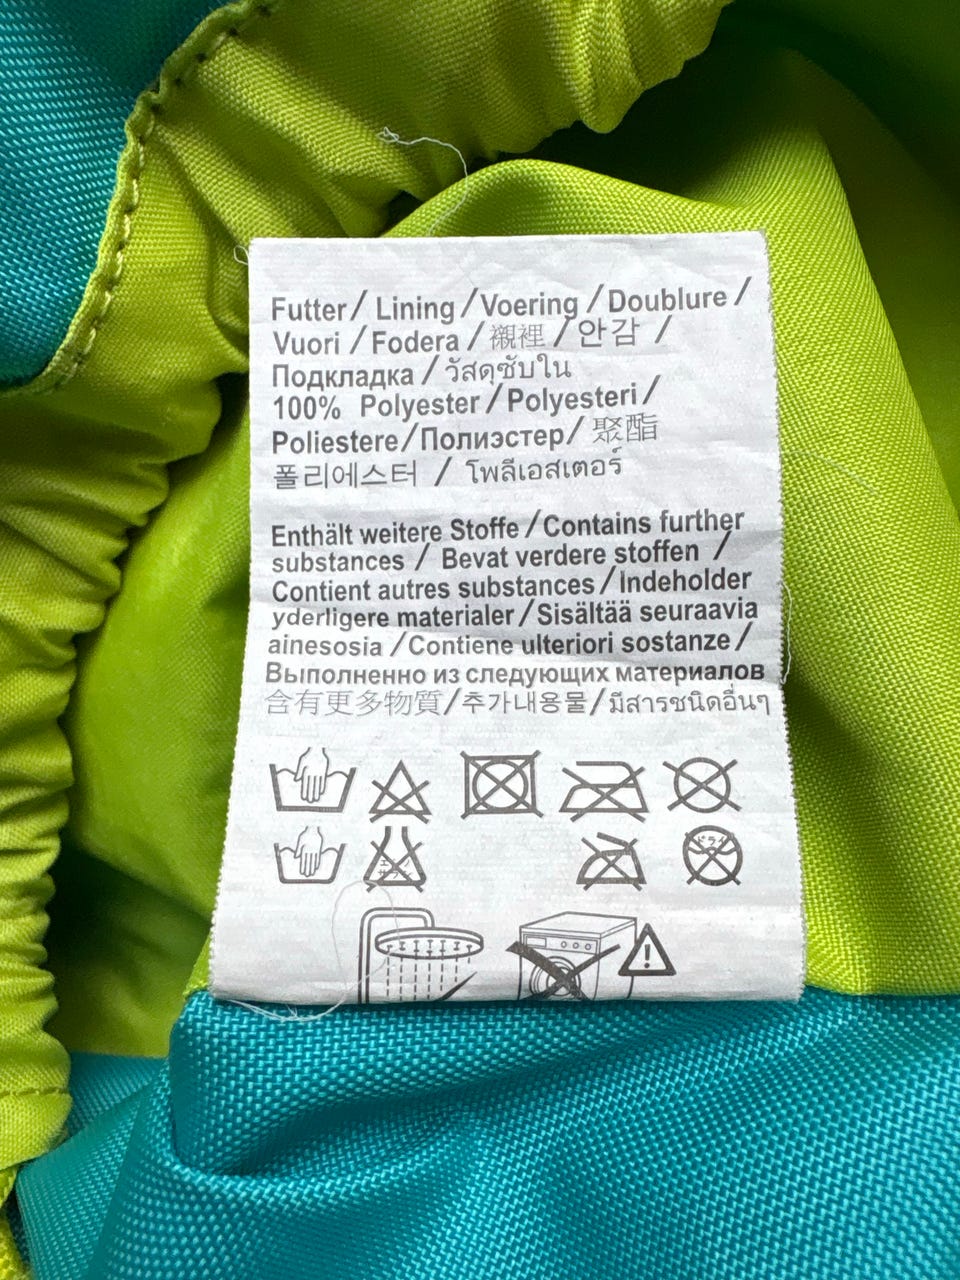 Futter / Lining / Voering / Doublure /
Vuori / Fodera / 襯裡 / 안감 /
Подкладка / วัสดุซับใน
100% Polyester / Polyesteri /
Poliestere / Полиэстер / 聚酯
폴리에스터 / โพลีเอสเตอร์
Enthält weitere Stoffe / Contains further
substances / Bevat verdere stoffen /
Contient autres substances / Indeholder
yderligere materialer / Sisältää seuraavia
ainesosia / Contiene ulteriori sostanze /
Выполненно из следующих материалов
含有更多物質 / 추가내용물 / มีสารชนิดอื่นๆ
ドライ